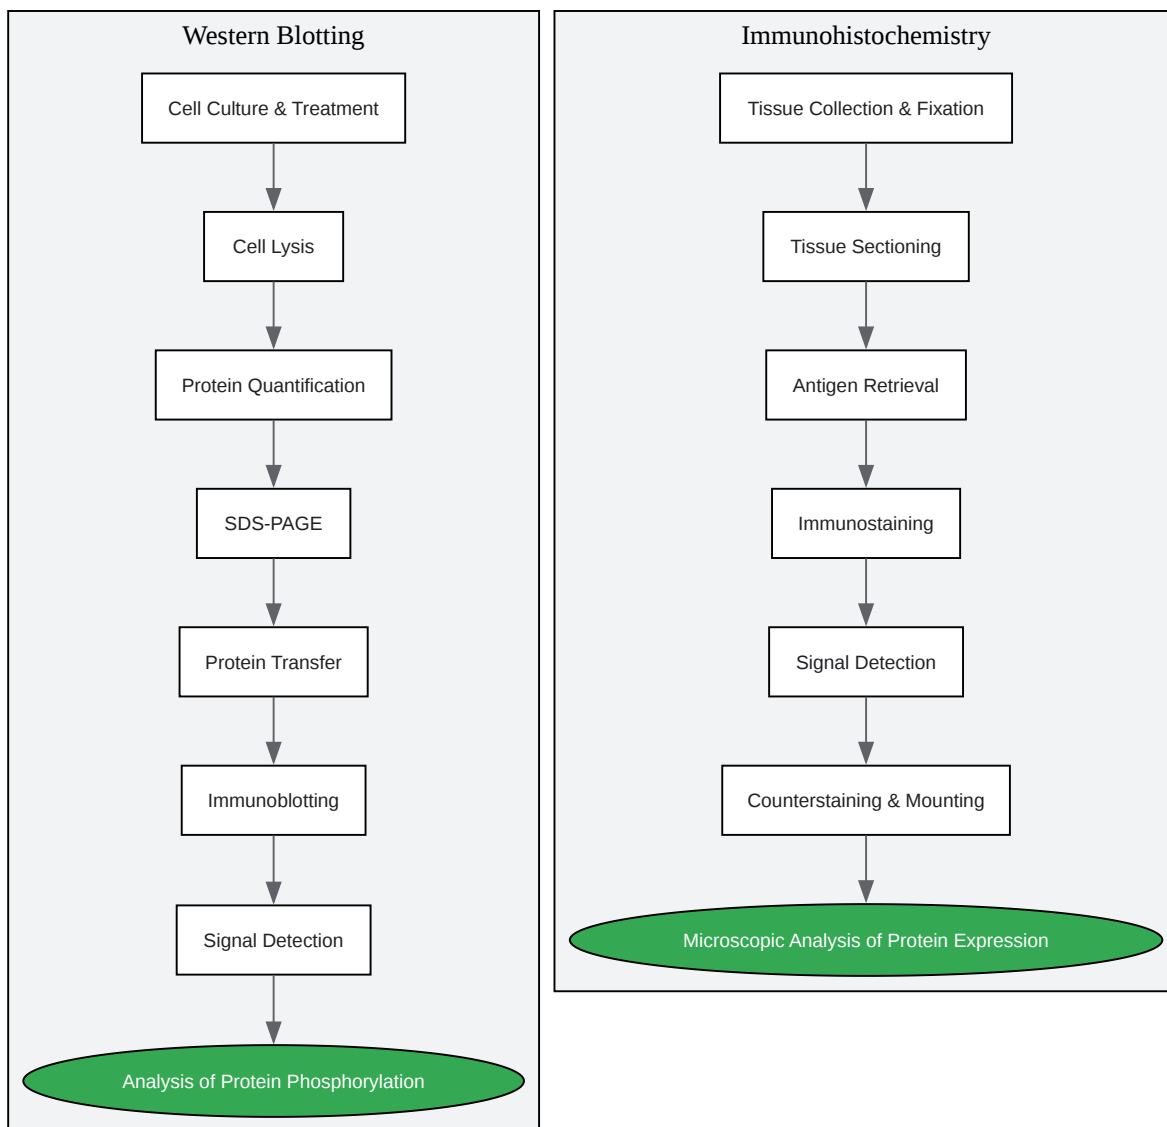 Western Blotting
Cell Culture & Treatment
Cell Lysis
Protein Quantification
SDS-PAGE
Protein Transfer
Immunoblotting
Signal Detection
Analysis of Protein Phosphorylation
Immunohistochemistry
Tissue Collection & Fixation
Tissue Sectioning
Antigen Retrieval
Immunostaining
Signal Detection
Counterstaining & Mounting
Microscopic Analysis of Protein Expression